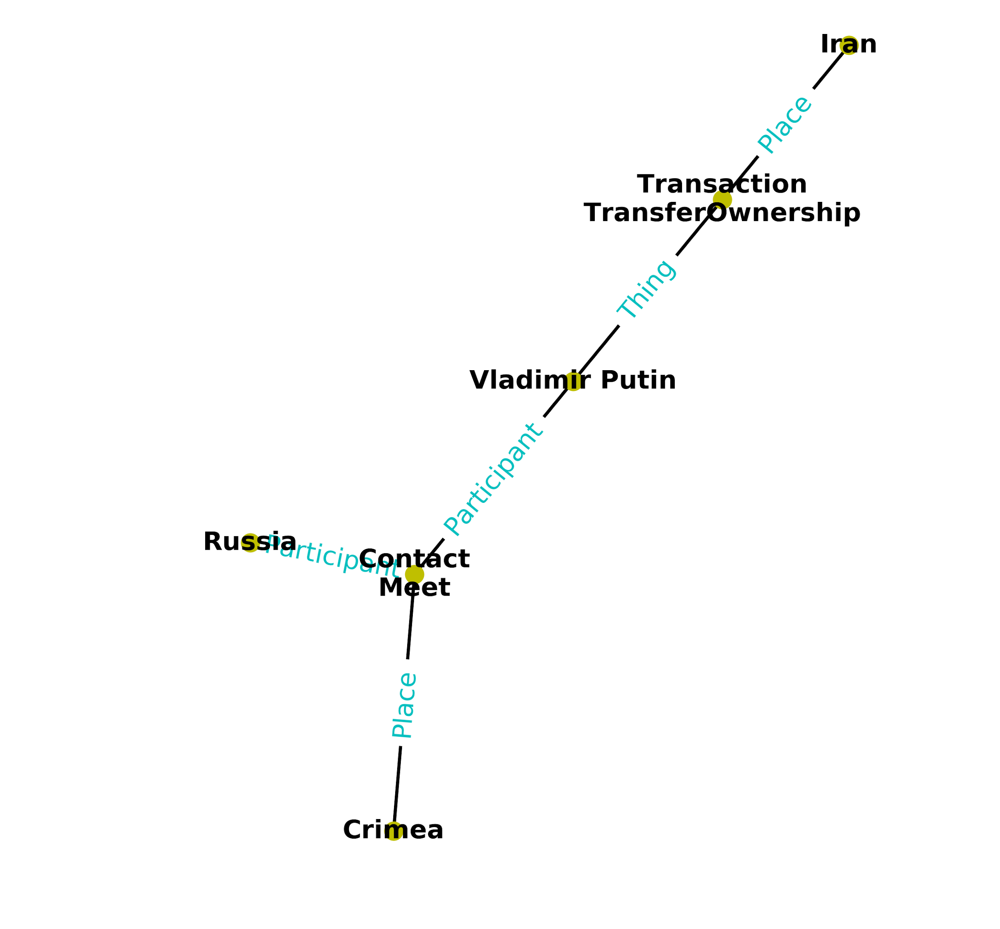 Iran
Place
Transaction
TransferOwnership
Thing
Vladimir Putin
Participant
Russia
Participant
Contact
Meet
Place
Crimea